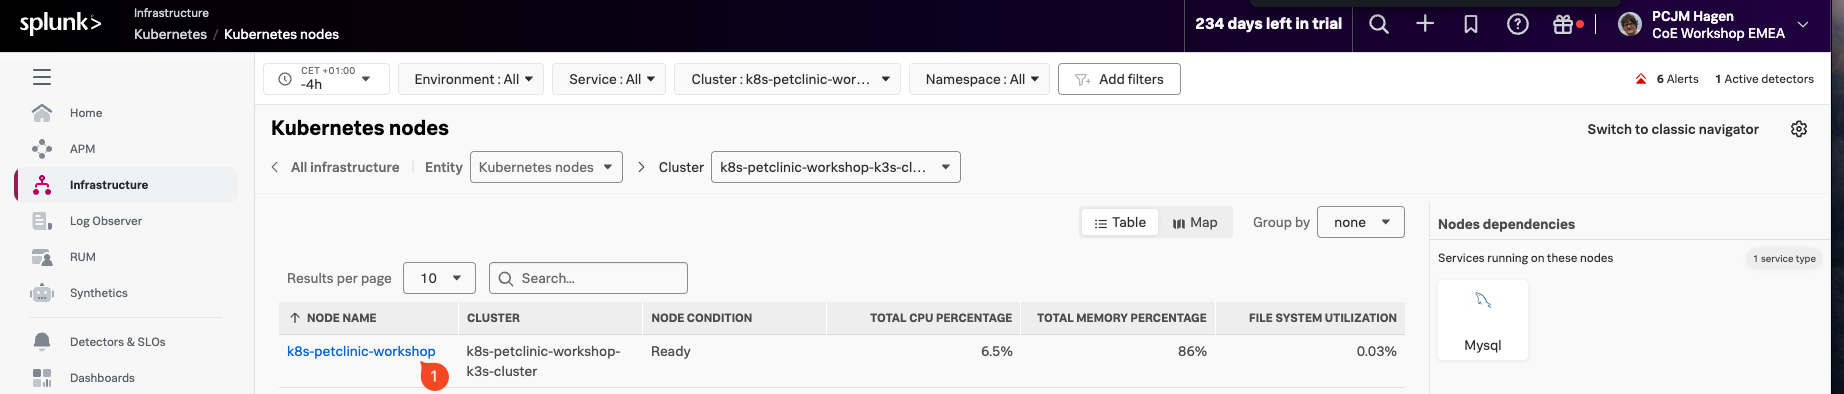 splunk>
Infrastructure
Kubernetes / Kubernetes nodes
234 days left in trial
PCJM Hagen
CoE Workshop EMEA
Home
APM
Infrastructure
Log Observer
RUM
Synthetics
Detectors & SLOs
Dashboards
CET +01:00
-4h
Environment : All
Service : All
Cluster : k8s-petclinic-wor...
Namespace : All
Add filters
6 Alerts
1 Active detectors
Kubernetes nodes
Switch to classic navigator
All infrastructure
Entity
Kubernetes nodes
Cluster
k8s-petclinic-workshop-k3s-cl...
Table
Map
Group by
none
Results per page
10
Search...
NODE NAME
CLUSTER
NODE CONDITION
TOTAL CPU PERCENTAGE
TOTAL MEMORY PERCENTAGE
FILE SYSTEM UTILIZATION
k8s-petclinic-workshop
k8s-petclinic-workshop-
k3s-cluster
Ready
6.5%
86%
0.03%
1
Nodes dependencies
Services running on these nodes
1 service type
Mysql